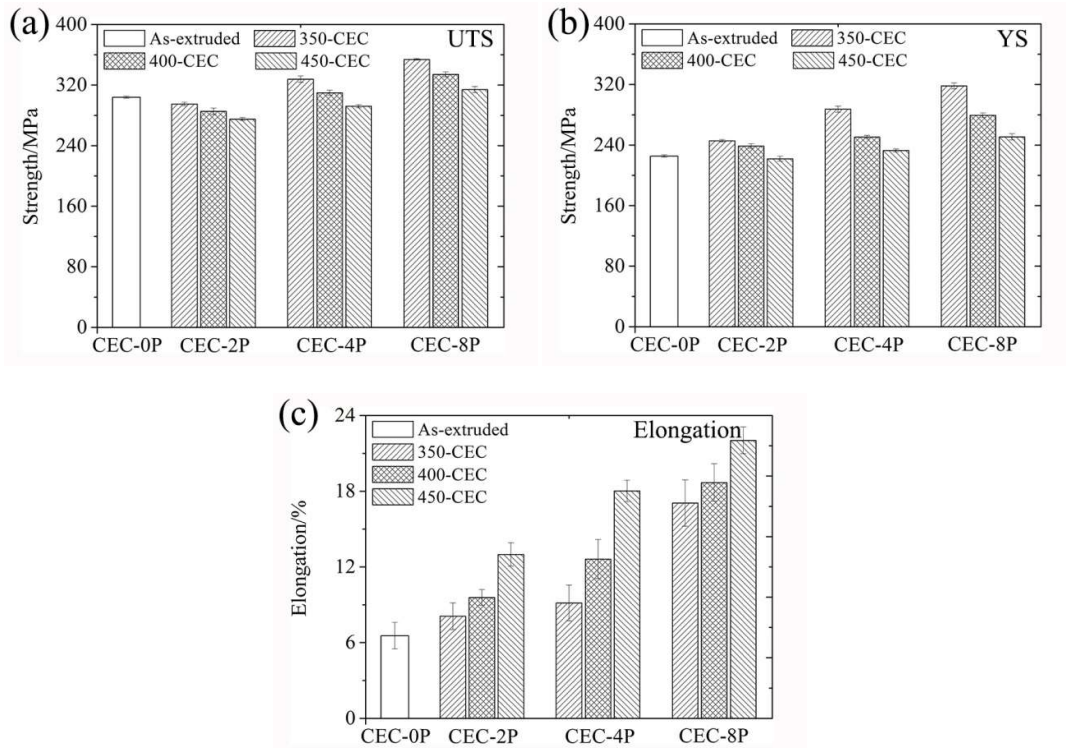 (a)
UTS
As-extruded
350-CEC
400-CEC
450-CEC
Strength/MPa
400
320
240
160
80
0
CEC-0P
CEC-2P
CEC-4P
CEC-8P
(b)
YS
As-extruded
350-CEC
400-CEC
450-CEC
Strength/MPa
400
320
240
160
80
0
CEC-0P
CEC-2P
CEC-4P
CEC-8P
(c)
Elongation
As-extruded
350-CEC
400-CEC
450-CEC
Elongation/%
24
18
12
6
0
CEC-0P
CEC-2P
CEC-4P
CEC-8P